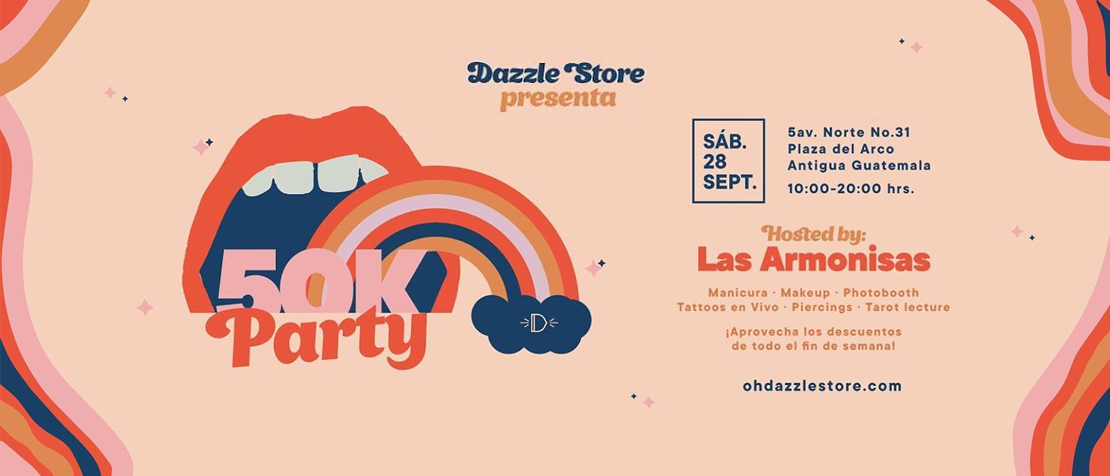 Dazzle Store
presenta
50K
Party
D
SÁB.
28
SEPT.
5av. Norte No.31
Plaza del Arco
Antigua Guatemala
10:00-20:00 hrs.
Hosted by:
Las Armonisas
Manicura · Makeup · Photobooth
Tattoos en Vivo · Piercings · Tarot lecture
¡Aprovecha los descuentos
de todo el fin de semana!
ohdazzlestore.com